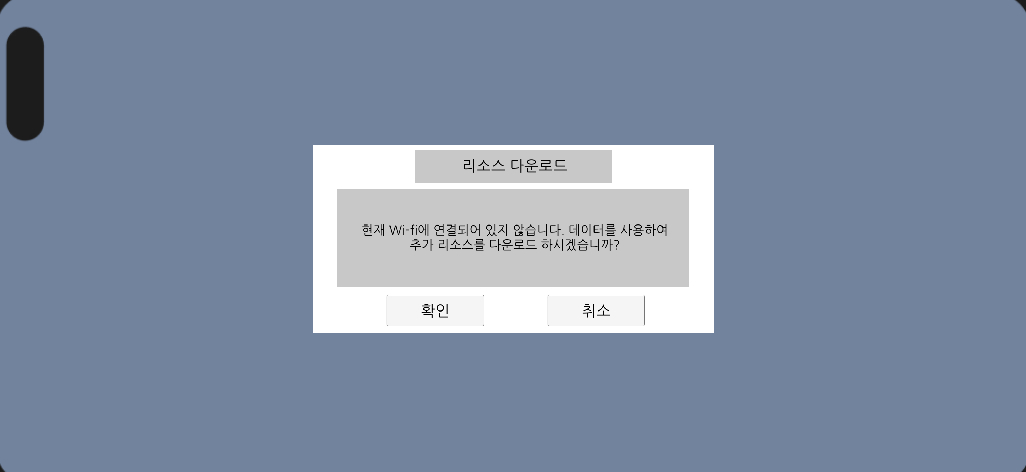 리소스 다운로드
현재 Wi-fi에 연결되어 있지 않습니다. 데이터를 사용하여
추가 리소스를 다운로드 하시겠습니까?
확인
취소